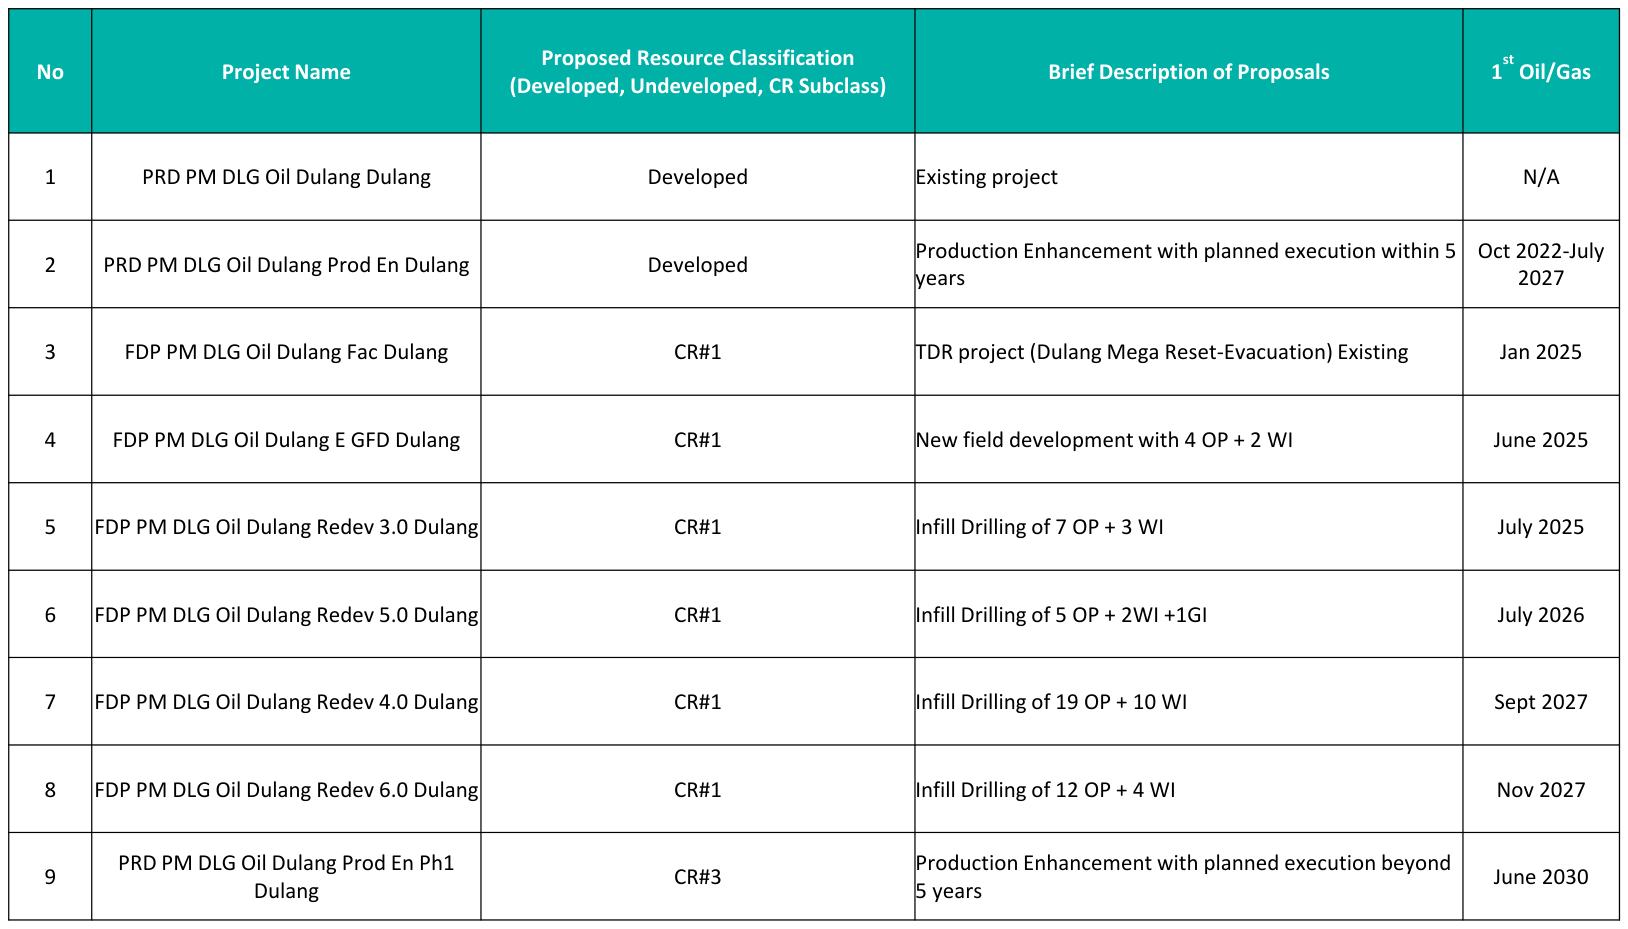 No
Project Name
Proposed Resource Classification
(Developed, Undeveloped, CR Subclass)
Brief Description of Proposals
1st Oil/Gas
1
PRD PM DLG Oil Dulang Dulang
Developed
Existing project
N/A
2
PRD PM DLG Oil Dulang Prod En Dulang
Developed
Production Enhancement with planned execution within 5
years
Oct 2022-July
2027
3
FDP PM DLG Oil Dulang Fac Dulang
CR#1
TDR project (Dulang Mega Reset-Evacuation) Existing
Jan 2025
4
FDP PM DLG Oil Dulang E GFD Dulang
CR#1
New field development with 4 OP + 2 WI
June 2025
5
FDP PM DLG Oil Dulang Redev 3.0 Dulang
CR#1
Infill Drilling of 7 OP + 3 WI
July 2025
6
FDP PM DLG Oil Dulang Redev 5.0 Dulang
CR#1
Infill Drilling of 5 OP + 2WI +1GI
July 2026
7
FDP PM DLG Oil Dulang Redev 4.0 Dulang
CR#1
Infill Drilling of 19 OP + 10 WI
Sept 2027
8
FDP PM DLG Oil Dulang Redev 6.0 Dulang
CR#1
Infill Drilling of 12 OP + 4 WI
Nov 2027
9
PRD PM DLG Oil Dulang Prod En Ph1
Dulang
CR#3
Production Enhancement with planned execution beyond
5 years
June 2030